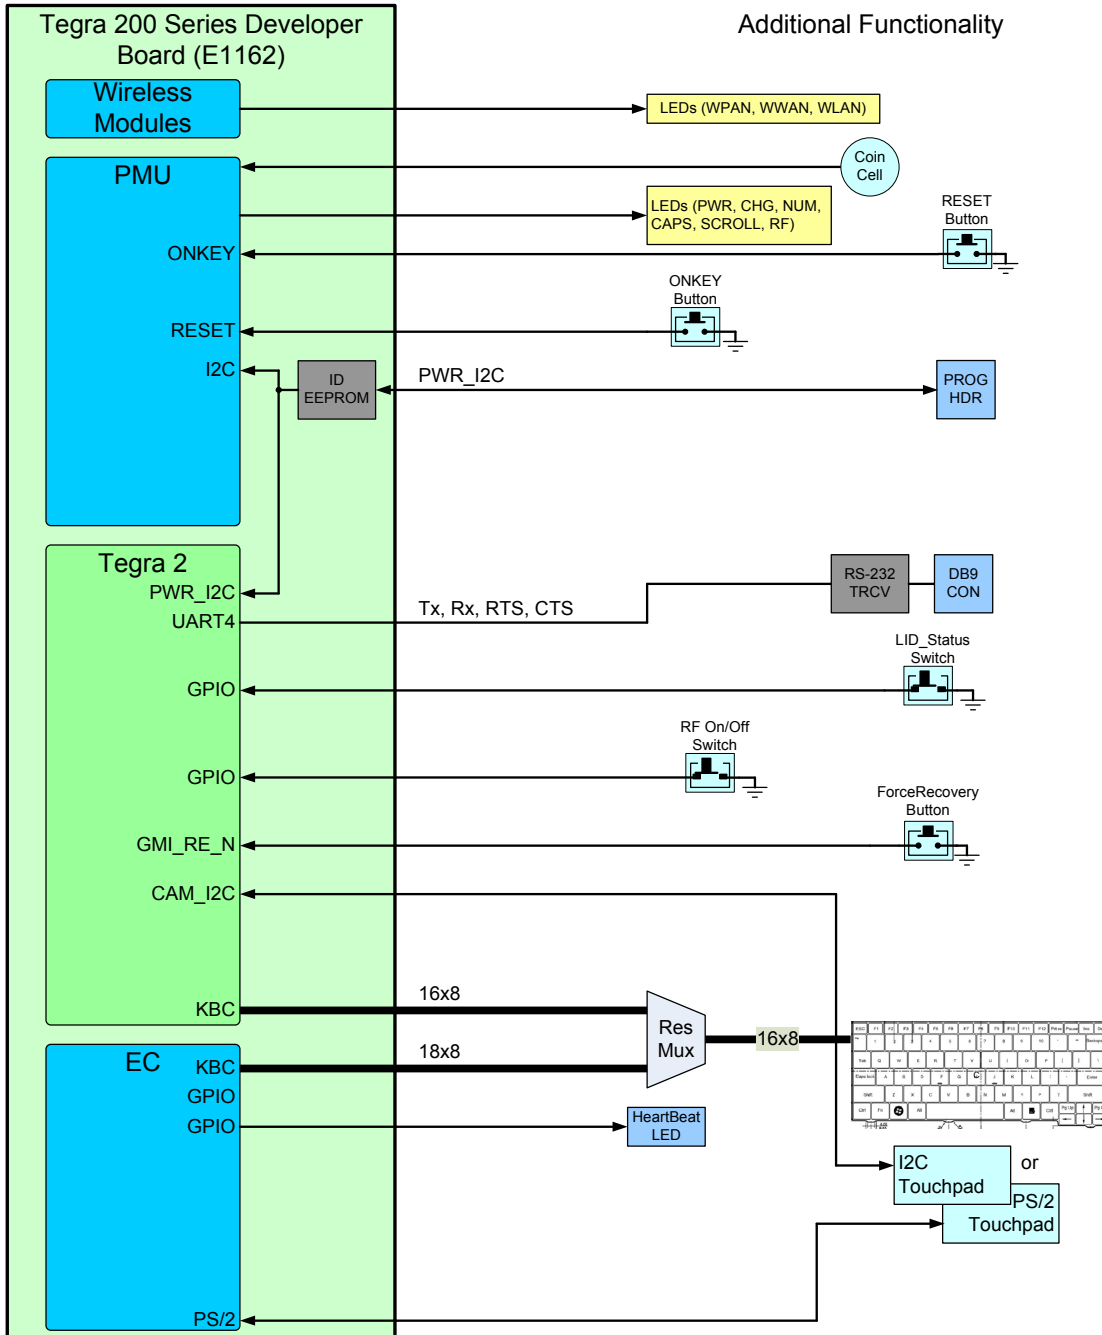 Tegra 200 Series Developer
Board (E1162)
Additional Functionality
Wireless
Modules
LEDs (WPAN, WWAN, WLAN)
PMU
Coin
Cell
LEDs (PWR, CHG, NUM,
CAPS, SCROLL, RF)
RESET
Button
ONKEY
ONKEY
Button
RESET
I2C
ID
EEPROM
PWR_I2C
PROG
HDR
Tegra 2
PWR_I2C
UART4
Tx, Rx, RTS, CTS
RS-232
TRCV
DB9
CON
LID_Status
Switch
GPIO
RF On/Off
Switch
GPIO
ForceRecovery
Button
GMI_RE_N
CAM_I2C
KBC
16x8
Res
Mux
16x8
EC
KBC
18x8
GPIO
GPIO
HeartBeat
LED
I2C
Touchpad
or
PS/2
Touchpad
PS/2